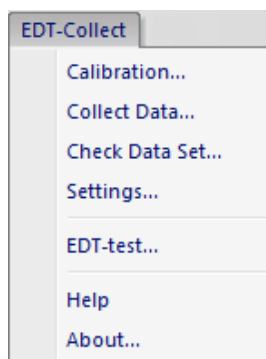 EDT-Collect
Calibration...
Collect Data...
Check Data Set...
Settings...
EDT-test...
Help
About...